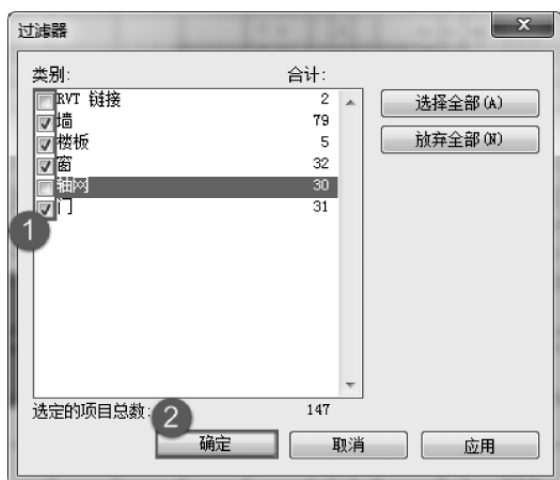 过滤器
类别: 合计:
RVT 链接 2 选择全部(A)
墙 79
楼板 5 放弃全部(N)
窗 32
轴网 30
门 31
1
选定的项目总数: 147
2
确定 取消 应用